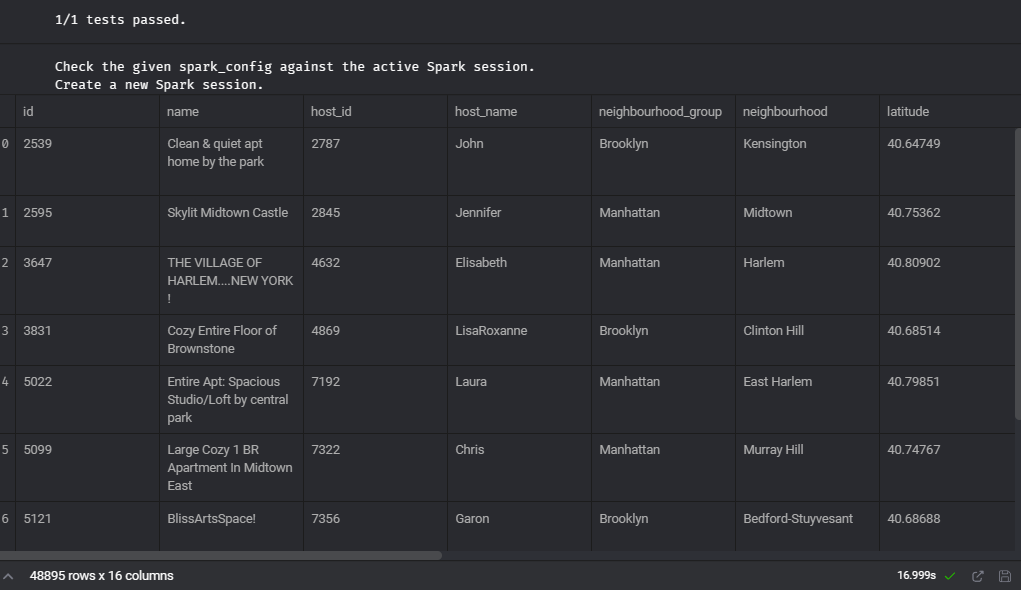 1/1 tests passed.
Check the given spark_config against the active Spark session.
Create a new Spark session.
id name host_id host_name neighbourhood_group neighbourhood latitude
0 2539 Clean & quiet apt 2787 John Brooklyn Kensington 40.64749
home by the park
1 2595 Skylit Midtown Castle 2845 Jennifer Manhattan Midtown 40.75362
2 3647 THE VILLAGE OF 4632 Elisabeth Manhattan Harlem 40.80902
HARLEM....NEW YORK
!
3 3831 Cozy Entire Floor of 4869 LisaRoxanne Brooklyn Clinton Hill 40.68514
Brownstone
4 5022 Entire Apt: Spacious 7192 Laura Manhattan East Harlem 40.79851
Studio/Loft by central
park
5 5099 Large Cozy 1 BR 7322 Chris Manhattan Murray Hill 40.74767
Apartment In Midtown
East
6 5121 BlissArtsSpace! 7356 Garon Brooklyn Bedford-Stuyvesant 40.68688
48895 rows x 16 columns 16.999s